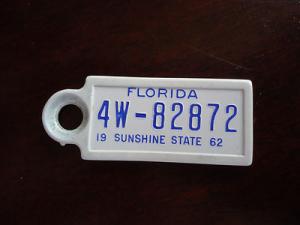 FLORIDA
4W-82872
19 SUNSHINE STATE 62